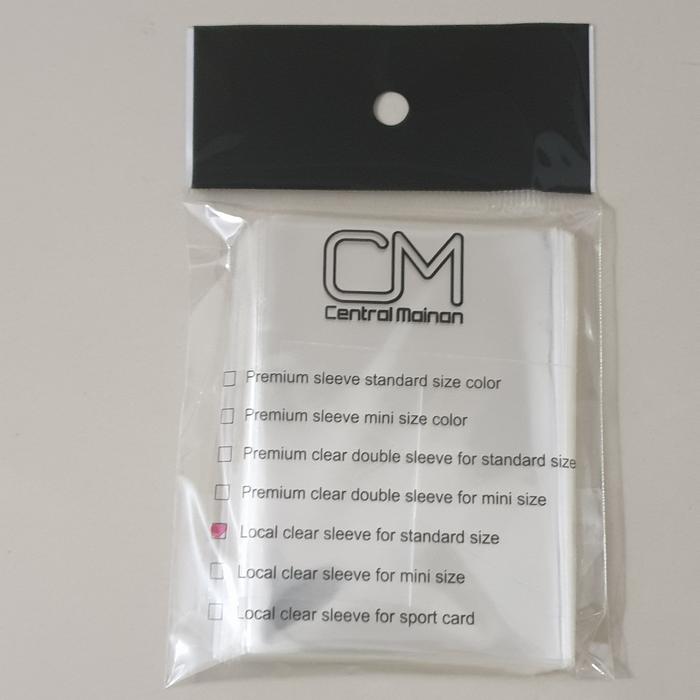 CM
Central Mainan
Premium sleeve standard size color
Premium sleeve mini size color
Premium clear double sleeve for standard size
Premium clear double sleeve for mini size
Local clear sleeve for standard size
Local clear sleeve for mini size
Local clear sleeve for sport card